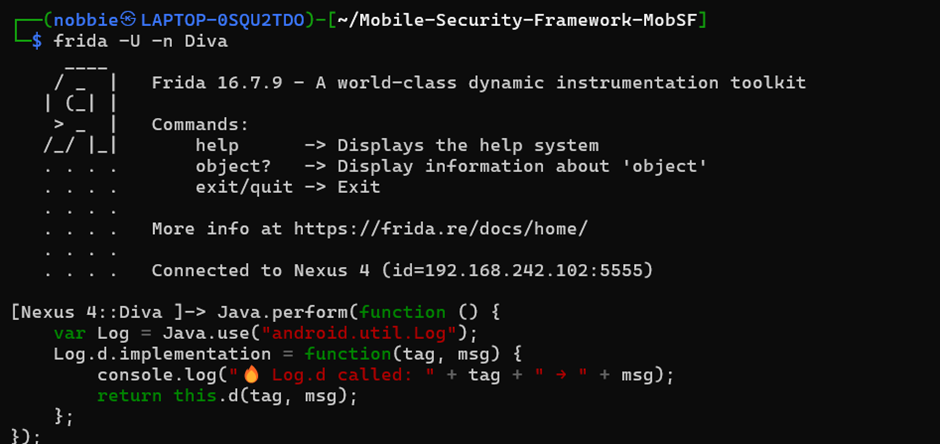 ┌──(nobbie㉿LAPTOP-0SQU2TDO)-[~/Mobile-Security-Framework-MobSF]
└─$ frida -U -n Diva
     ____
    / _  |   Frida 16.7.9 - A world-class dynamic instrumentation toolkit
   | (_| |
    > _  |   Commands:
   /_/ |_|       help      -> Displays the help system
   . . . .       object?   -> Display information about 'object'
   . . . .       exit/quit -> Exit
   . . . .
   . . . .   More info at https://frida.re/docs/home/
   . . . .
   . . . .   Connected to Nexus 4 (id=192.168.242.102:5555)
[Nexus 4::Diva ]-> Java.perform(function () {
    var Log = Java.use("android.util.Log");
    Log.d.implementation = function(tag, msg) {
        console.log("🔥 Log.d called: " + tag + " → " + msg);
        return this.d(tag, msg);
    };
});